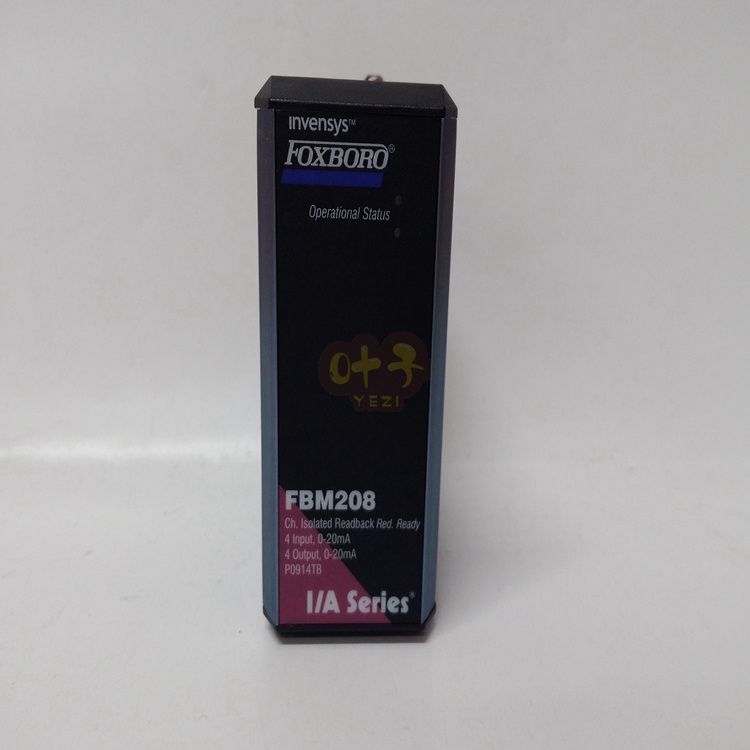 invensys™
FOXBORO®
Operational Status
叶子
YEZI
FBM208
Ch. Isolated Readback Red. Ready
4 Input, 0-20mA
4 Output, 0-20mA
P0914TB
I/A Series®